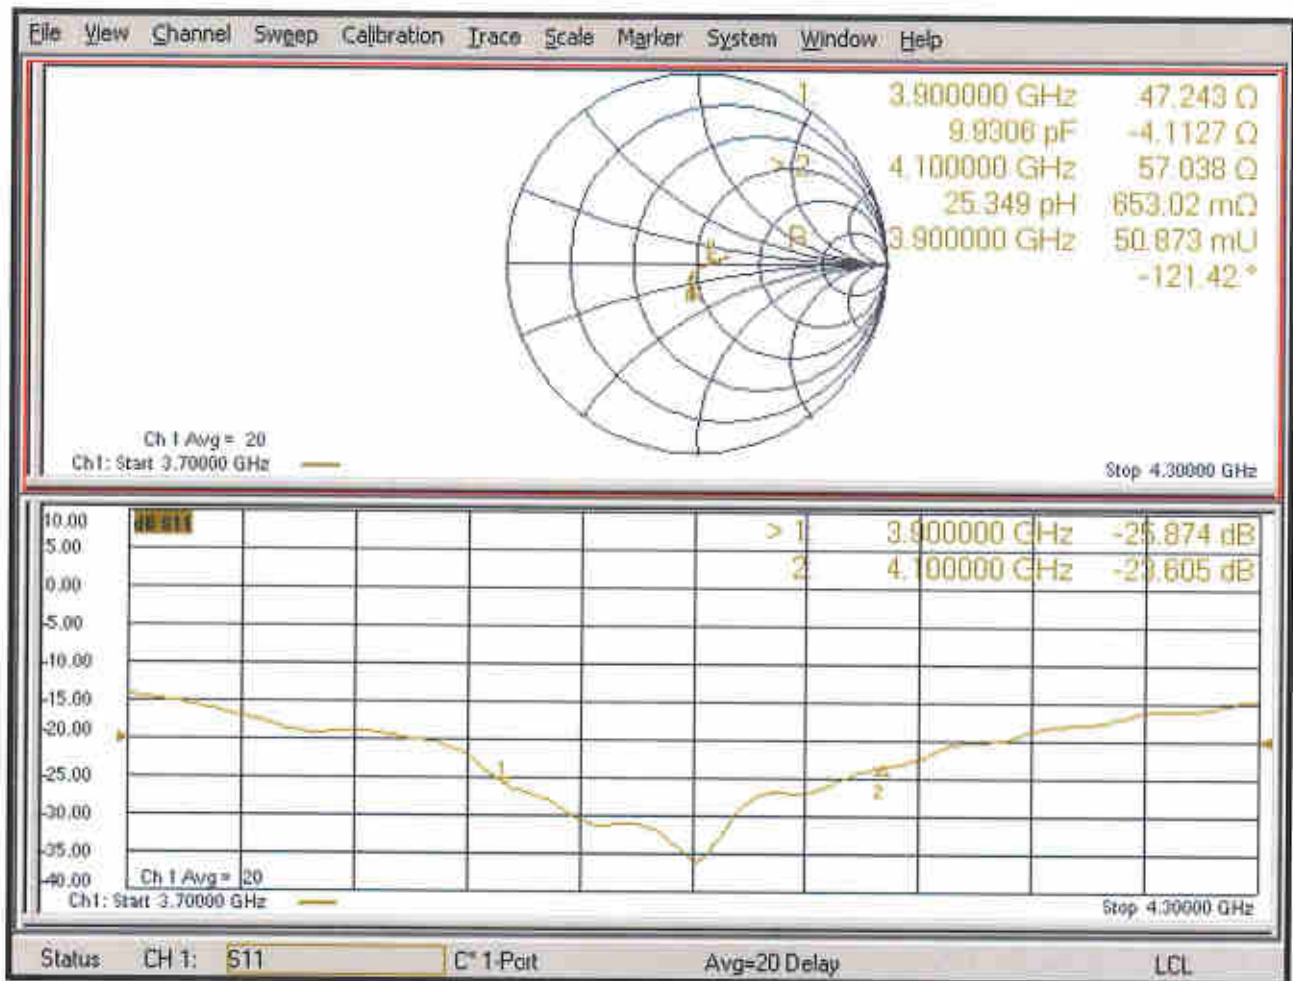 File View Channel Sweep Calibration Trace Scale Marker System Window Help
1 3.900000 GHz 47.243 Ω
9.9306 pF -4.1127 Ω
> 2 4.100000 GHz 57.038 Ω
25.349 pH 653.02 mΩ
R 3.900000 GHz 50.873 mU
-121.42 °
Ch 1 Avg = 20
Ch1: Start 3.70000 GHz
Stop 4.30000 GHz
10.00
dB S11
> 1 3.900000 GHz -25.874 dB
5.00
2 4.100000 GHz -23.605 dB
0.00
-5.00
-10.00
-15.00
-20.00
-25.00
1
2
-30.00
-35.00
-40.00
Ch 1 Avg = 20
Ch1: Start 3.70000 GHz
Stop 4.30000 GHz
Status CH 1: S11 C* 1-Port Avg=20 Delay LCL